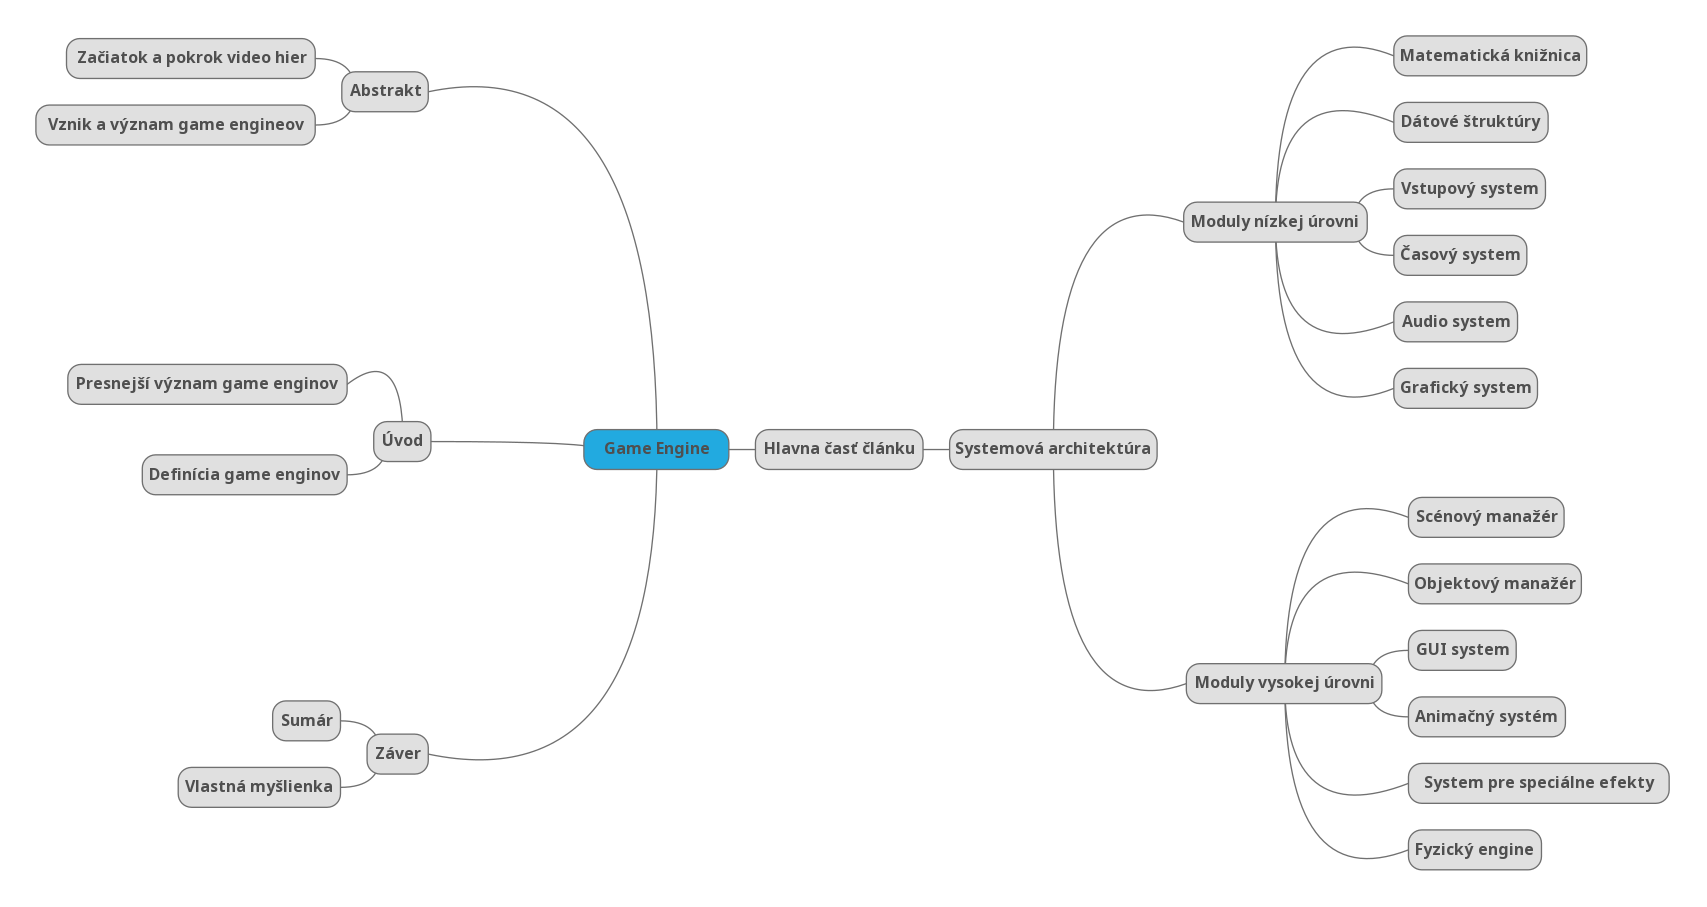 Začiatok a pokrok video hier
Abstrakt
Vznik a význam game engineov
Presnejší význam game enginov
Úvod
Definícia game enginov
Sumár
Záver
Vlastná myšlienka
Game Engine
Hlavna časť článku
Systemová architektúra
Moduly nízkej úrovni
Matematická knižnica
Dátové štruktúry
Vstupový system
Časový system
Audio system
Grafický system
Moduly vysokej úrovni
Scénový manažér
Objektový manažér
GUI system
Animačný systém
System pre speciálne efekty
Fyzický engine